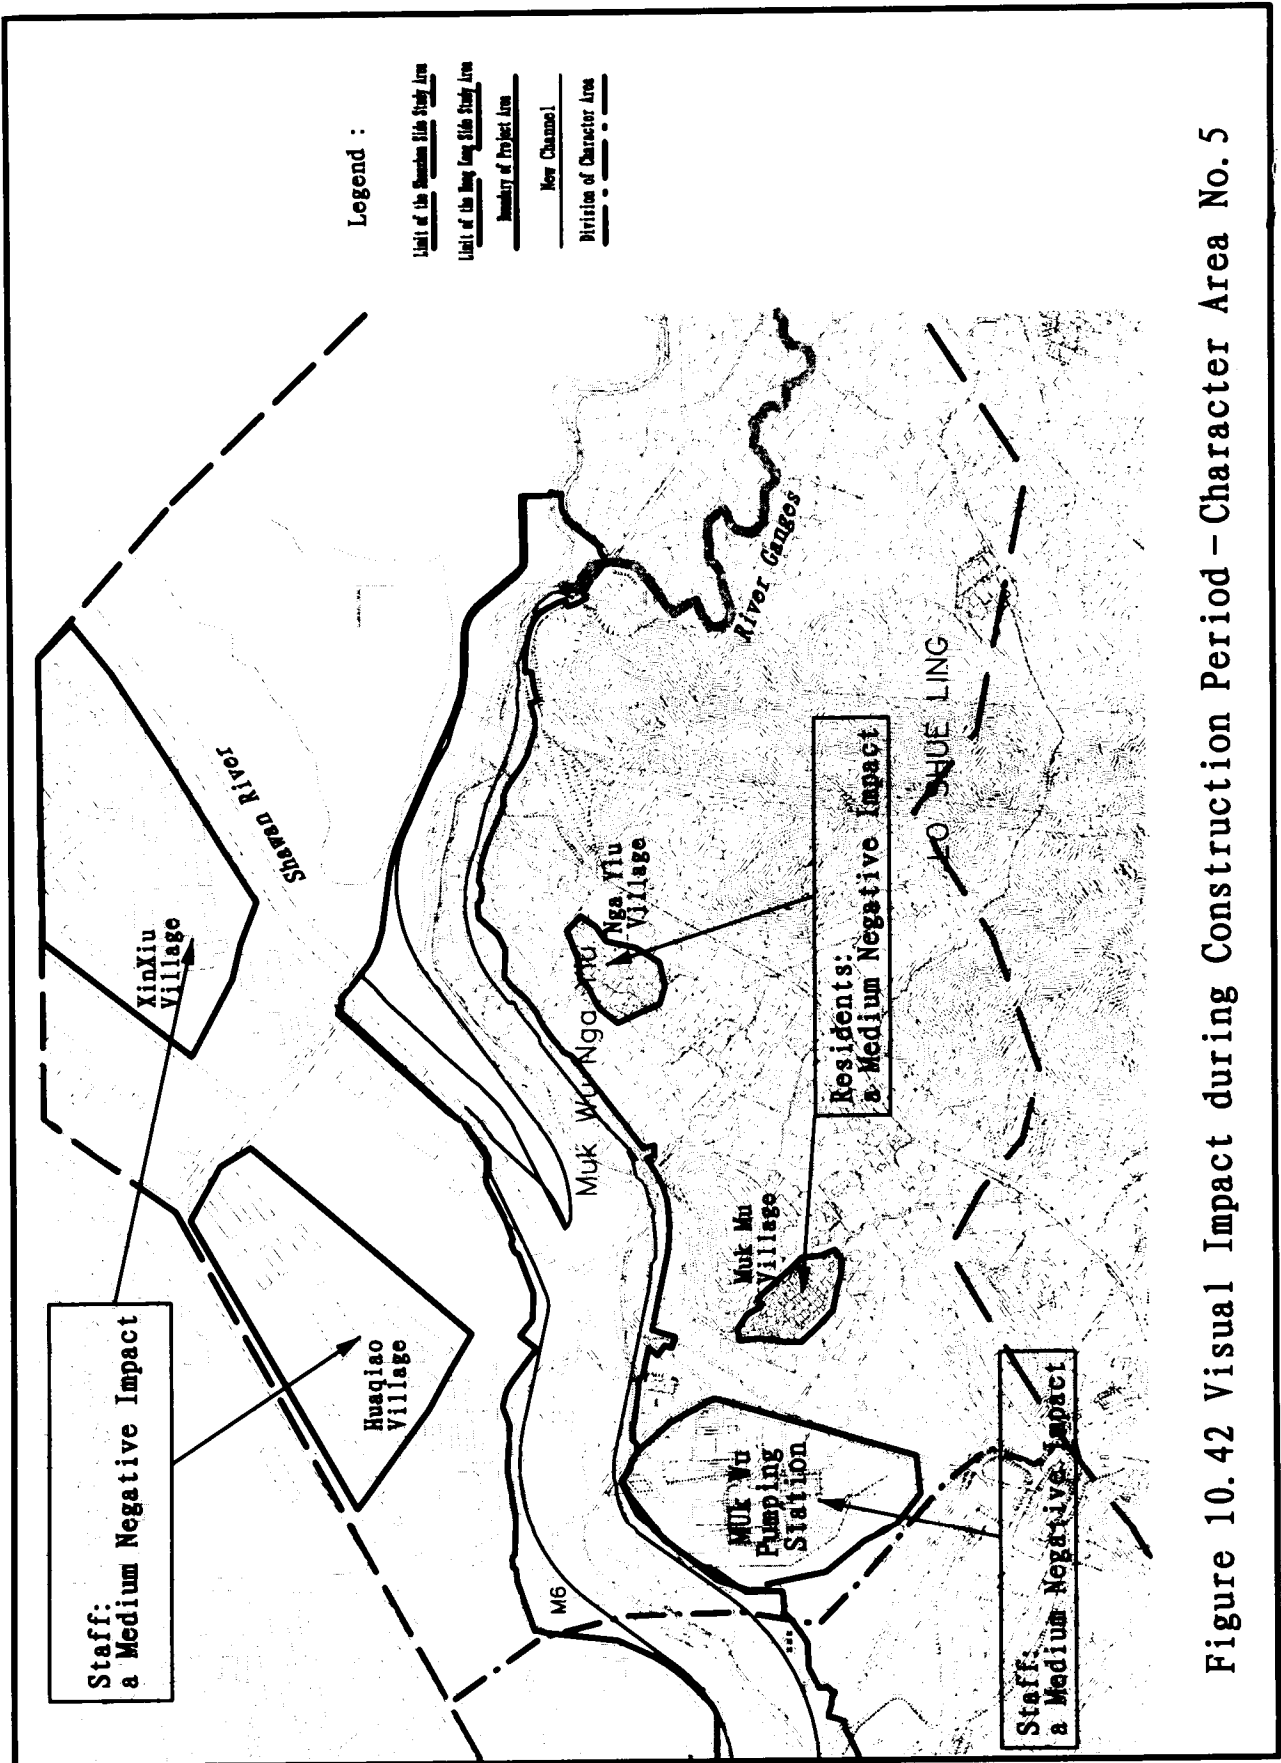 Staff:
a Medium Negative Impact
XinXiu
Village
Huaqiao
Village
Shawan River
Legend :
Limit of the Shenzhen Side Study Area
Limit of the Hong Kong Side Study Area
Boundary of Project Area
New Channel
Division of Character Area
M6
Muk Wu Nga Yiu
Nga Yiu
Village
River Ganges
MUK Wu
Pumping
Station
Muk Mu
Village
Residents:
a Medium Negative Impact
LO SHUE LING
Staff:
a Medium Negative Impact
Figure 10.42 Visual Impact during Construction Period-Character Area No.5